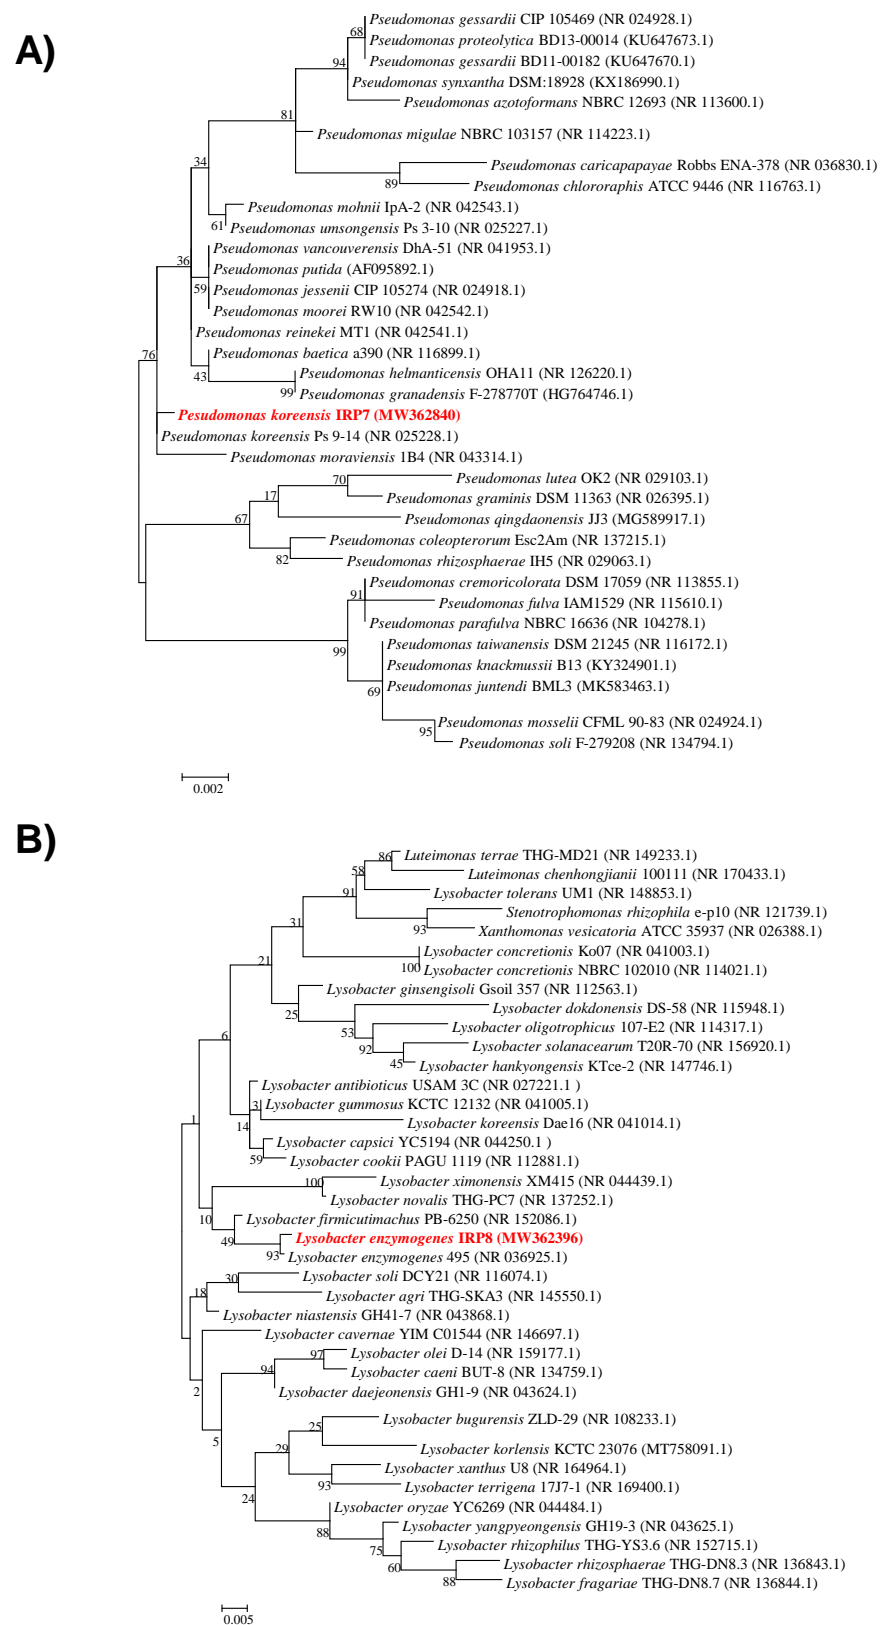 A)
68 Pseudomonas gessardii CIP 105469 (NR 024928.1)
Pseudomonas proteolytica BD13-00014 (KU647673.1)
Pseudomonas gessardii BD11-00182 (KU647670.1)
94
Pseudomonas synxantha DSM:18928 (KX186990.1)
Pseudomonas azotoformans NBRC 12693 (NR 113600.1)
81
Pseudomonas migulae NBRC 103157 (NR 114223.1)
34
Pseudomonas caricapapayae Robbs ENA-378 (NR 036830.1)
89 Pseudomonas chlororaphis ATCC 9446 (NR 116763.1)
Pseudomonas mohnii IpA-2 (NR 042543.1)
61 Pseudomonas umsongensis Ps 3-10 (NR 025227.1)
Pseudomonas vancouverensis DhA-51 (NR 041953.1)
36 Pseudomonas putida (AF095892.1)
59 Pseudomonas jessenii CIP 105274 (NR 024918.1)
Pseudomonas moorei RW10 (NR 042542.1)
Pseudomonas reinekei MT1 (NR 042541.1)
76 Pseudomonas baetica a390 (NR 116899.1)
43 Pseudomonas helmanticensis OHA11 (NR 126220.1)
99 Pseudomonas granadensis F-278770T (HG764746.1)
Pesudomonas koreensis IRP7 (MW362840)
Pseudomonas koreensis Ps 9-14 (NR 025228.1)
Pseudomonas moraviensis 1B4 (NR 043314.1)
70 Pseudomonas lutea OK2 (NR 029103.1)
17 Pseudomonas graminis DSM 11363 (NR 026395.1)
67 Pseudomonas qingdaonensis JJ3 (MG589917.1)
Pseudomonas coleopterorum Esc2Am (NR 137215.1)
82 Pseudomonas rhizosphaerae IH5 (NR 029063.1)
Pseudomonas cremoricolorata DSM 17059 (NR 113855.1)
91 Pseudomonas fulva IAM1529 (NR 115610.1)
Pseudomonas parafulva NBRC 16636 (NR 104278.1)
99 Pseudomonas taiwanensis DSM 21245 (NR 116172.1)
Pseudomonas knackmussii B13 (KY324901.1)
69 Pseudomonas juntendi BML3 (MK583463.1)
Pseudomonas mosselii CFML 90-83 (NR 024924.1)
95 Pseudomonas soli F-279208 (NR 134794.1)
0.002
B)
86 Luteimonas terrae THG-MD21 (NR 149233.1)
58 Luteimonas chenhongjianii 100111 (NR 170433.1)
91 Lysobacter tolerans UM1 (NR 148853.1)
Stenotrophomonas rhizophila e-p10 (NR 121739.1)
31 93 Xanthomonas vesicatoria ATCC 35937 (NR 026388.1)
Lysobacter concretionis Ko07 (NR 041003.1)
21 100 Lysobacter concretionis NBRC 102010 (NR 114021.1)
Lysobacter ginsengisoli Gsoil 357 (NR 112563.1)
25 Lysobacter dokdonensis DS-58 (NR 115948.1)
53 Lysobacter oligotrophicus 107-E2 (NR 114317.1)
6 92 Lysobacter solanacearum T20R-70 (NR 156920.1)
45 Lysobacter hankyongensis KTce-2 (NR 147746.1)
Lysobacter antibioticus USAM 3C (NR 027221.1 )
3 Lysobacter gummosus KCTC 12132 (NR 041005.1)
1 14 Lysobacter koreensis Dae16 (NR 041014.1)
Lysobacter capsici YC5194 (NR 044250.1 )
59 Lysobacter cookii PAGU 1119 (NR 112881.1)
100 Lysobacter ximonensis XM415 (NR 044439.1)
Lysobacter novalis THG-PC7 (NR 137252.1)
10 Lysobacter firmicutimachus PB-6250 (NR 152086.1)
49 Lysobacter enzymogenes IRP8 (MW362396)
93 Lysobacter enzymogenes 495 (NR 036925.1)
30 Lysobacter soli DCY21 (NR 116074.1)
18 Lysobacter agri THG-SKA3 (NR 145550.1)
Lysobacter niastensis GH41-7 (NR 043868.1)
Lysobacter cavernae YIM C01544 (NR 146697.1)
97 Lysobacter olei D-14 (NR 159177.1)
94 Lysobacter caeni BUT-8 (NR 134759.1)
2 Lysobacter daejeonensis GH1-9 (NR 043624.1)
25 Lysobacter bugurensis ZLD-29 (NR 108233.1)
5 29 Lysobacter korlensis KCTC 23076 (MT758091.1)
Lysobacter xanthus U8 (NR 164964.1)
93 Lysobacter terrigena 17J7-1 (NR 169400.1)
24 Lysobacter oryzae YC6269 (NR 044484.1)
88 Lysobacter yangpyeongensis GH19-3 (NR 043625.1)
75 Lysobacter rhizophilus THG-YS3.6 (NR 152715.1)
60 Lysobacter rhizosphaerae THG-DN8.3 (NR 136843.1)
88 Lysobacter fragariae THG-DN8.7 (NR 136844.1)
0.005